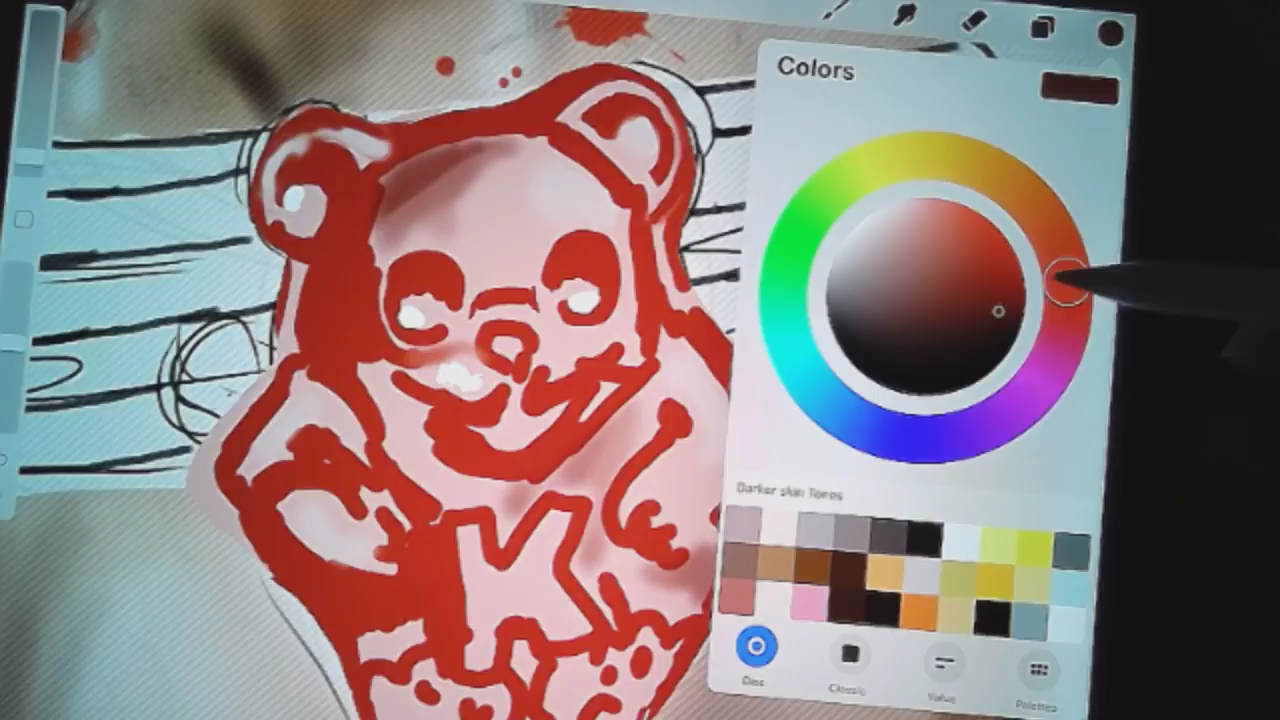 Colors
K
Darker skin Tones
Disc
Classic
Value
Palettes